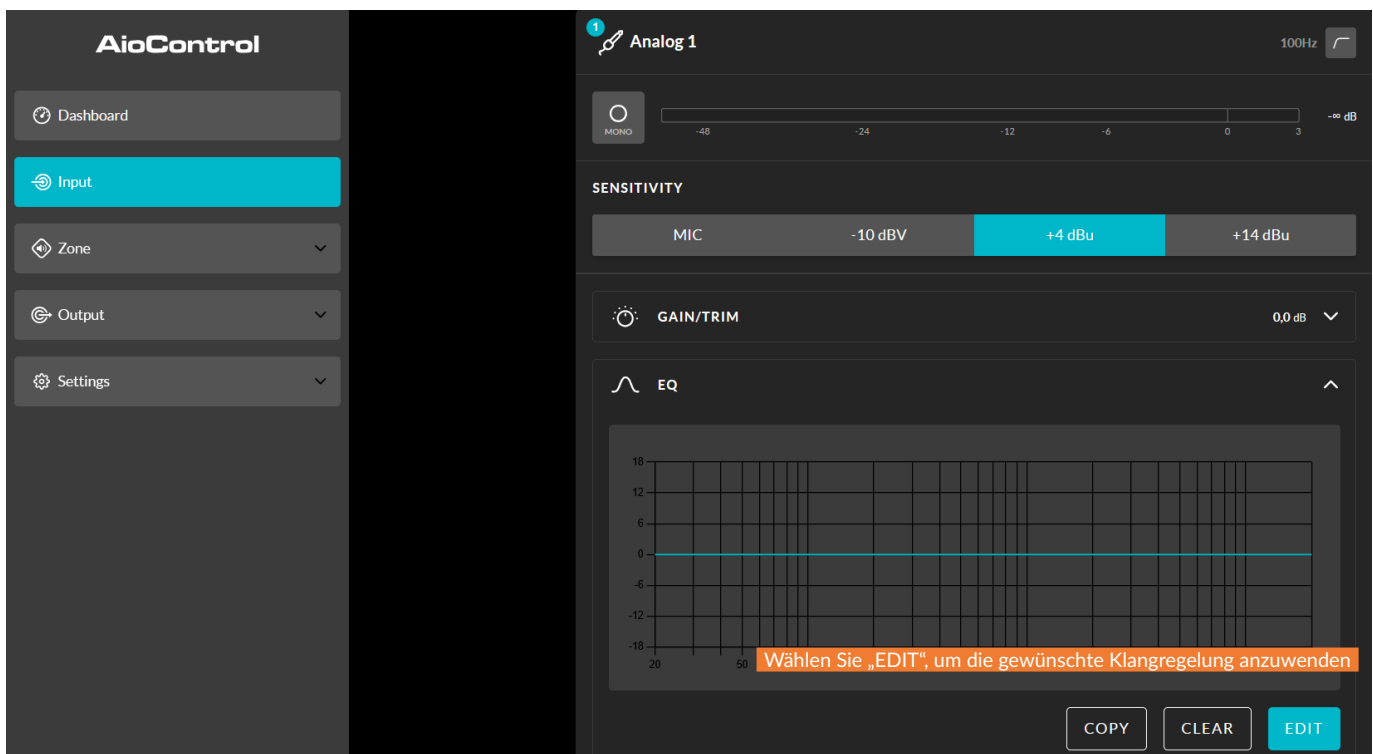 AioControl
Dashboard
Input
Zone
Output
Settings
1
Analog 1
100Hz
MONO
-48
-24
-12
-6
0
3
-∞ dB
SENSITIVITY
MIC
-10 dBV
+4 dBu
+14 dBu
GAIN/TRIM
0,0 dB
EQ
18
12
6
0
-6
-12
-18
20
50
Wählen Sie „EDIT“, um die gewünschte Klangregelung anzuwenden
COPY
CLEAR
EDIT